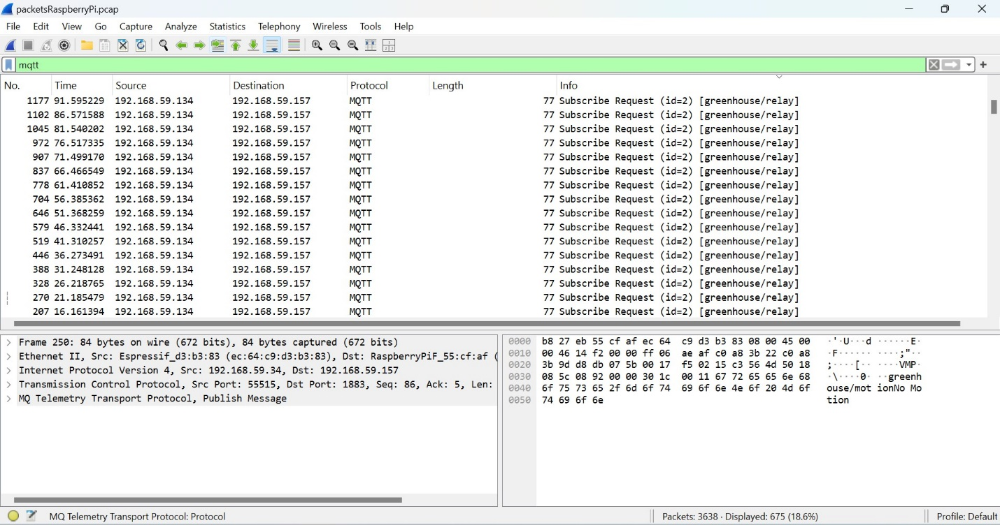 packetsRaspberryPi.pcap
File Edit View Go Capture Analyze Statistics Telephony Wireless Tools Help
mqtt
No. Time Source Destination Protocol Length Info
1177 91.595229 192.168.59.134 192.168.59.157 MQTT 77 Subscribe Request (id=2) [greenhouse/relay]
1102 86.571588 192.168.59.134 192.168.59.157 MQTT 77 Subscribe Request (id=2) [greenhouse/relay]
1045 81.540202 192.168.59.134 192.168.59.157 MQTT 77 Subscribe Request (id=2) [greenhouse/relay]
972 76.517335 192.168.59.134 192.168.59.157 MQTT 77 Subscribe Request (id=2) [greenhouse/relay]
907 71.499170 192.168.59.134 192.168.59.157 MQTT 77 Subscribe Request (id=2) [greenhouse/relay]
837 66.466549 192.168.59.134 192.168.59.157 MQTT 77 Subscribe Request (id=2) [greenhouse/relay]
778 61.410852 192.168.59.134 192.168.59.157 MQTT 77 Subscribe Request (id=2) [greenhouse/relay]
704 56.385362 192.168.59.134 192.168.59.157 MQTT 77 Subscribe Request (id=2) [greenhouse/relay]
646 51.368259 192.168.59.134 192.168.59.157 MQTT 77 Subscribe Request (id=2) [greenhouse/relay]
579 46.332441 192.168.59.134 192.168.59.157 MQTT 77 Subscribe Request (id=2) [greenhouse/relay]
519 41.310257 192.168.59.134 192.168.59.157 MQTT 77 Subscribe Request (id=2) [greenhouse/relay]
446 36.273491 192.168.59.134 192.168.59.157 MQTT 77 Subscribe Request (id=2) [greenhouse/relay]
388 31.248128 192.168.59.134 192.168.59.157 MQTT 77 Subscribe Request (id=2) [greenhouse/relay]
328 26.218765 192.168.59.134 192.168.59.157 MQTT 77 Subscribe Request (id=2) [greenhouse/relay]
270 21.185479 192.168.59.134 192.168.59.157 MQTT 77 Subscribe Request (id=2) [greenhouse/relay]
207 16.161394 192.168.59.134 192.168.59.157 MQTT 77 Subscribe Request (id=2) [greenhouse/relay]
> Frame 250: 84 bytes on wire (672 bits), 84 bytes captured (672 bits)
> Ethernet II, Src: Espressif_d3:b3:83 (ec:64:c9:d3:b3:83), Dst: RaspberryPiF_55:cf:af (
> Internet Protocol Version 4, Src: 192.168.59.34, Dst: 192.168.59.157
> Transmission Control Protocol, Src Port: 55515, Dst Port: 1883, Seq: 86, Ack: 5, Len:
> MQ Telemetry Transport Protocol, Publish Message
0000 b8 27 eb 55 cf af ec 64 c9 d3 b3 83 08 00 45 00 ·'·U···d ······E·
0010 00 46 14 f2 00 00 ff 06 ae af c0 a8 3b 22 c0 a8 ·F······ ····;"··
0020 3b 9d d8 db 07 5b 00 17 f5 02 15 c3 56 4d 50 18 ;····[·· ····VMP·
0030 08 5c 08 92 00 00 30 1c 00 11 67 72 65 65 6e 68 ·\····0· ··greenh
0040 6f 75 73 65 2f 6d 6f 74 69 6f 6e 4e 6f 20 4d 6f ouse/mot ionNo Mo
0050 74 69 6f 6e tion
MQ Telemetry Transport Protocol: Protocol
Packets: 3638 · Displayed: 675 (18.6%)
Profile: Default